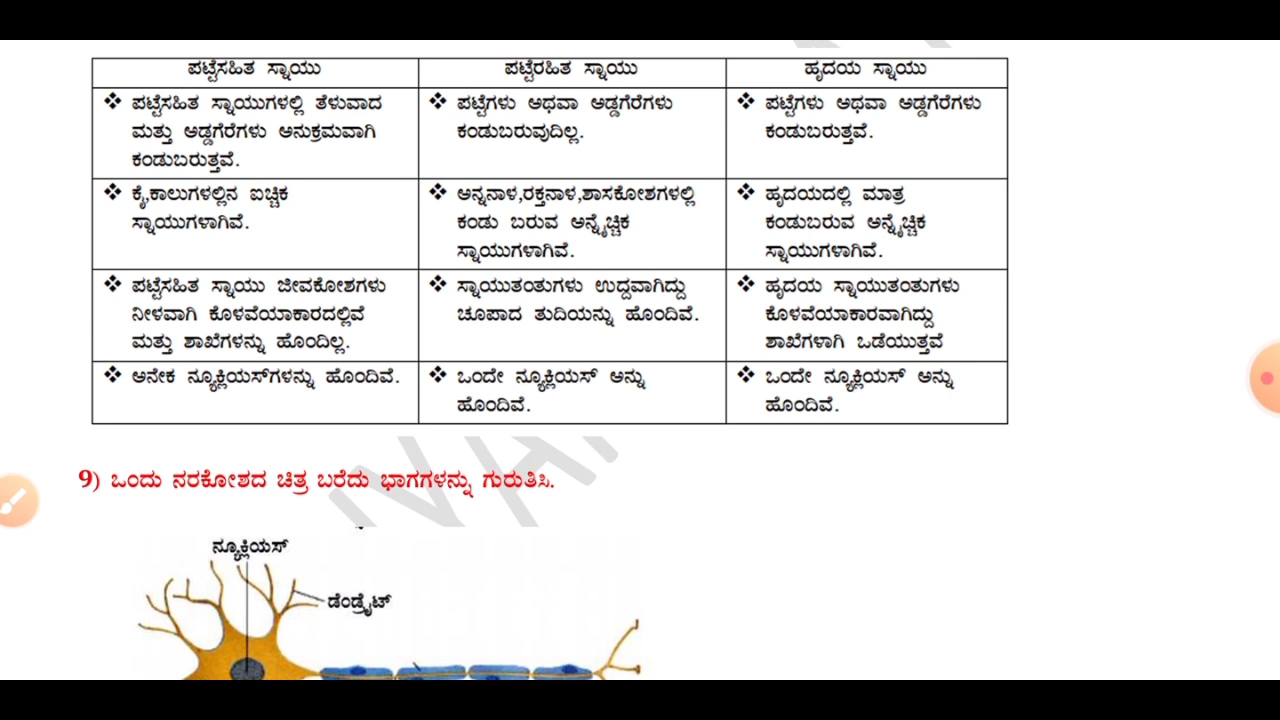 ಪಟ್ಟೆಸಹಿತ ಸ್ನಾಯು
ಪಟ್ಟೆರಹಿತ ಸ್ನಾಯು
ಹೃದಯ ಸ್ನಾಯು
❖ ಪಟ್ಟೆಸಹಿತ ಸ್ನಾಯುಗಳಲ್ಲಿ ತೆಳುವಾದ
ಮತ್ತು ಅಡ್ಡಗೆರೆಗಳು ಅನುಕ್ರಮವಾಗಿ
ಕಂಡುಬರುತ್ತವೆ.
❖ ಪಟ್ಟೆಗಳು ಅಥವಾ ಅಡ್ಡಗೆರೆಗಳು
ಕಂಡುಬರುವುದಿಲ್ಲ.
❖ ಪಟ್ಟೆಗಳು ಅಥವಾ ಅಡ್ಡಗೆರೆಗಳು
ಕಂಡುಬರುತ್ತವೆ.
❖ ಕೈ,ಕಾಲುಗಳಲ್ಲಿನ ಐಚ್ಚಿಕ
ಸ್ನಾಯುಗಳಾಗಿವೆ.
❖ ಅನ್ನನಾಳ,ರಕ್ತನಾಳ,ಶಾಸಕೋಶಗಳಲ್ಲಿ
ಕಂಡು ಬರುವ ಅನ್ನೈಚ್ಚಿಕ
ಸ್ನಾಯುಗಳಾಗಿವೆ.
❖ ಹೃದಯದಲ್ಲಿ ಮಾತ್ರ
ಕಂಡುಬರುವ ಅನ್ನೈಚ್ಚಿಕ
ಸ್ನಾಯುಗಳಾಗಿವೆ.
❖ ಪಟ್ಟೆಸಹಿತ ಸ್ನಾಯು ಜೀವಕೋಶಗಳು
ನೀಳವಾಗಿ ಕೊಳವೆಯಾಕಾರದಲ್ಲಿವೆ
ಮತ್ತು ಶಾಖೆಗಳನ್ನು ಹೊಂದಿಲ್ಲ.
❖ ಸ್ನಾಯುತಂತುಗಳು ಉದ್ದವಾಗಿದ್ದು
ಚೂಪಾದ ತುದಿಯನ್ನು ಹೊಂದಿವೆ.
❖ ಹೃದಯ ಸ್ನಾಯುತಂತುಗಳು
ಕೊಳವೆಯಾಕಾರವಾಗಿದ್ದು
ಶಾಖೆಗಳಾಗಿ ಒಡೆಯುತ್ತವೆ
❖ ಅನೇಕ ನ್ಯೂಕ್ಲಿಯಸ್‌ಗಳನ್ನು ಹೊಂದಿವೆ.
❖ ಒಂದೇ ನ್ಯೂಕ್ಲಿಯಸ್ ಅನ್ನು
ಹೊಂದಿವೆ.
❖ ಒಂದೇ ನ್ಯೂಕ್ಲಿಯಸ್ ಅನ್ನು
ಹೊಂದಿವೆ.
9) ಒಂದು ನರಕೋಶದ ಚಿತ್ರ ಬರೆದು ಭಾಗಗಳನ್ನು ಗುರುತಿಸಿ.
ನ್ಯೂಕ್ಲಿಯಸ್
ಡೆಂಡ್ರೈಟ್